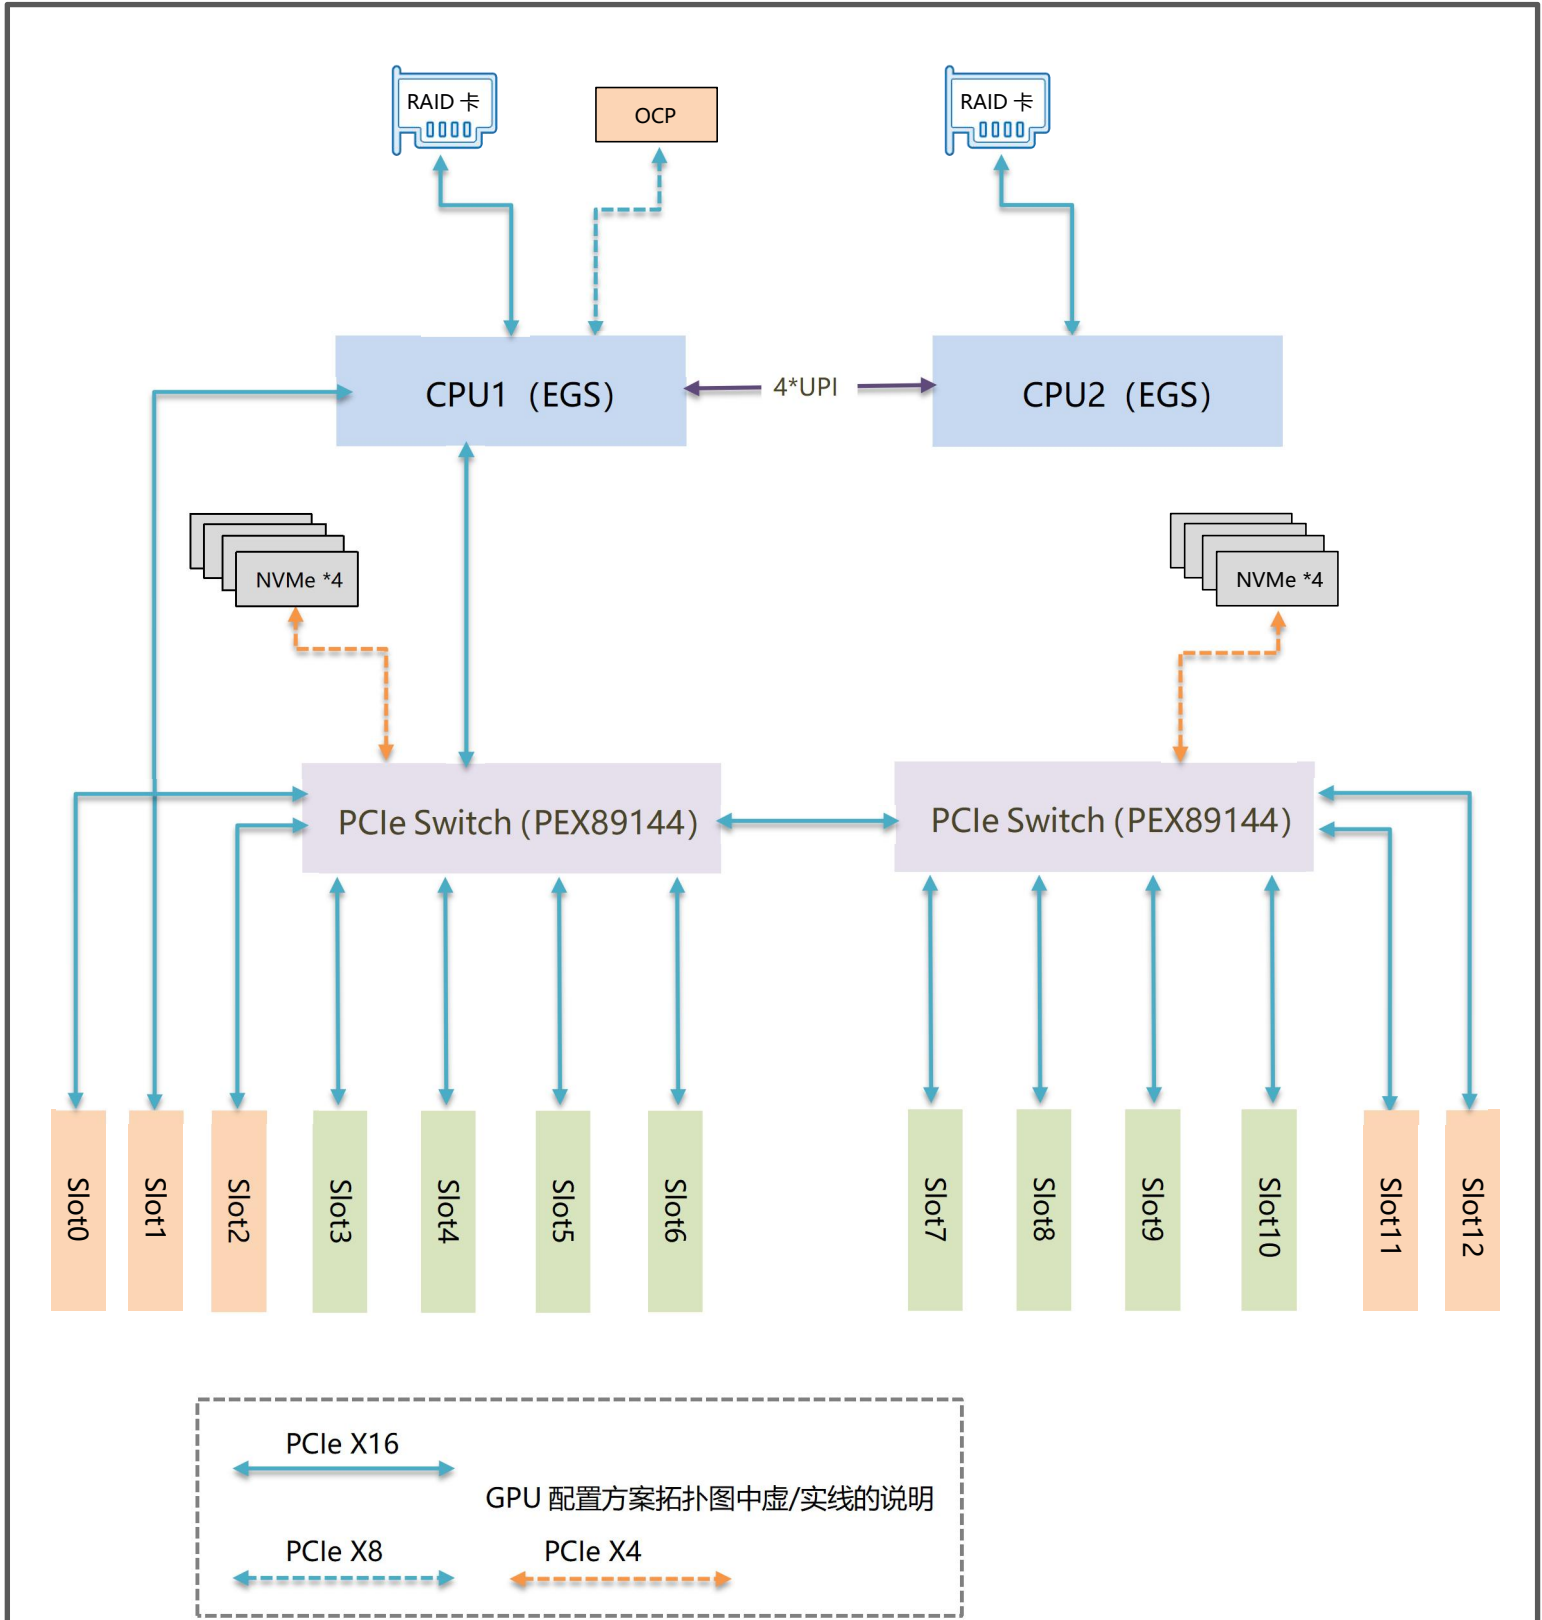 RAID 卡
OCP
RAID 卡
CPU1（EGS）
4*UPI
CPU2（EGS）
NVMe *4
NVMe *4
PCIe Switch（PEX89144）
PCIe Switch（PEX89144）
Slot0
Slot1
Slot2
Slot3
Slot4
Slot5
Slot6
Slot7
Slot8
Slot9
Slot10
Slot11
Slot12
PCIe X16
GPU 配置方案拓扑图中虚/实线的说明
PCIe X8
PCIe X4